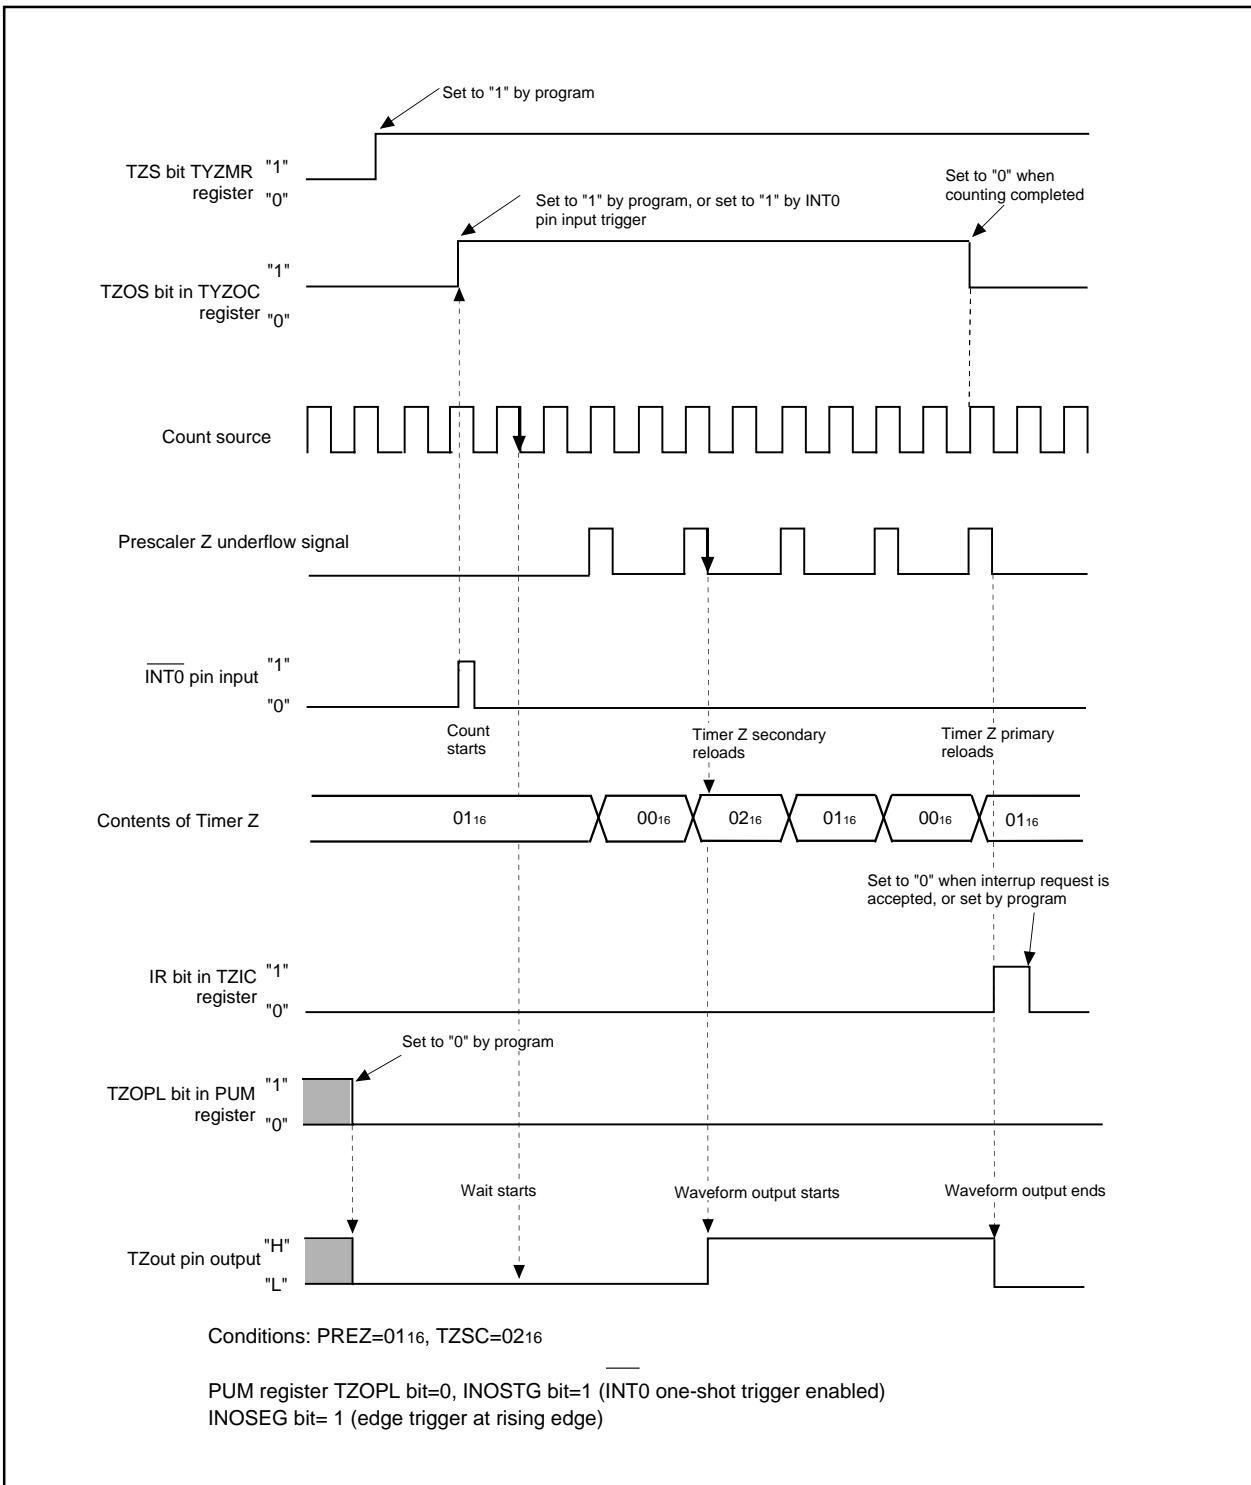 Set to "1" by program
TZS bit TYZMR
register
"1"
"0"
Set to "1" by program, or set to "1" by INT0
pin input trigger
Set to "0" when
counting completed
TZOS bit in TYZOC
register
"1"
"0"
Count source
Prescaler Z underflow signal
INT0 pin input
"1"
"0"
Count
starts
Timer Z secondary
reloads
Timer Z primary
reloads
Contents of Timer Z
0116
0016
0216
0116
0016
0116
Set to "0" when interrup request is
accepted, or set by program
IR bit in TZIC
register
"1"
"0"
Set to "0" by program
TZOPL bit in PUM
register
"1"
"0"
Wait starts
Waveform output starts
Waveform output ends
TZout pin output
"H"
"L"
Conditions: PREZ=0116, TZSC=0216
PUM register TZOPL bit=0, INOSTG bit=1 (INT0 one-shot trigger enabled)
INOSEG bit= 1 (edge trigger at rising edge)